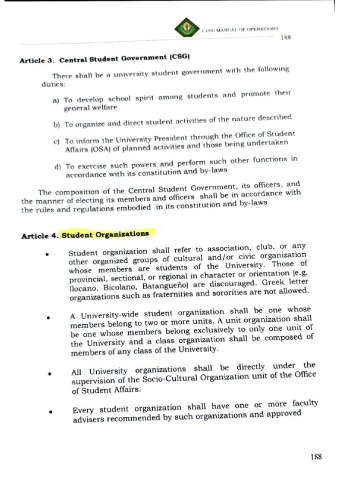 CVSU MANUAL OF OPERATIONS
188
Article 3. Central Student Government (CSG)
There shall be a university student government with the following
duties:
a) To develop school spirit among students and promote their
general welfare
b) To organize and direct student activities of the nature described
c) To inform the University President through the Office of Student
Affairs (OSA) of planned activities and those being undertaken
d) To exercise such powers and perform such other functions in
accordance with its constitution and by-laws
The composition of the Central Student Government, its officers, and
the manner of electing its members and officers shall be in accordance with
the rules and regulations embodied in its constitution and by-laws
Article 4. Student Organizations
• Student organization shall refer to association, club, or any
other organized groups of cultural and/or civic organization
whose members are students of the University. Those of
provincial, sectional, or regional in character or orientation (e.g.
Ilocano, Bicolano, Batangueño) are discouraged. Greek letter
organizations such as fraternities and sororities are not allowed.
• A University-wide student organization shall be one whose
members belong to two or more units. A unit organization shall
be one whose members belong exclusively to only one unit of
the University and a class organization shall be composed of
members of any class of the University.
• All University organizations shall be directly under the
supervision of the Socio-Cultural Organization unit of the Office
of Student Affairs.
• Every student organization shall have one or more faculty
advisers recommended by such organizations and approved
188